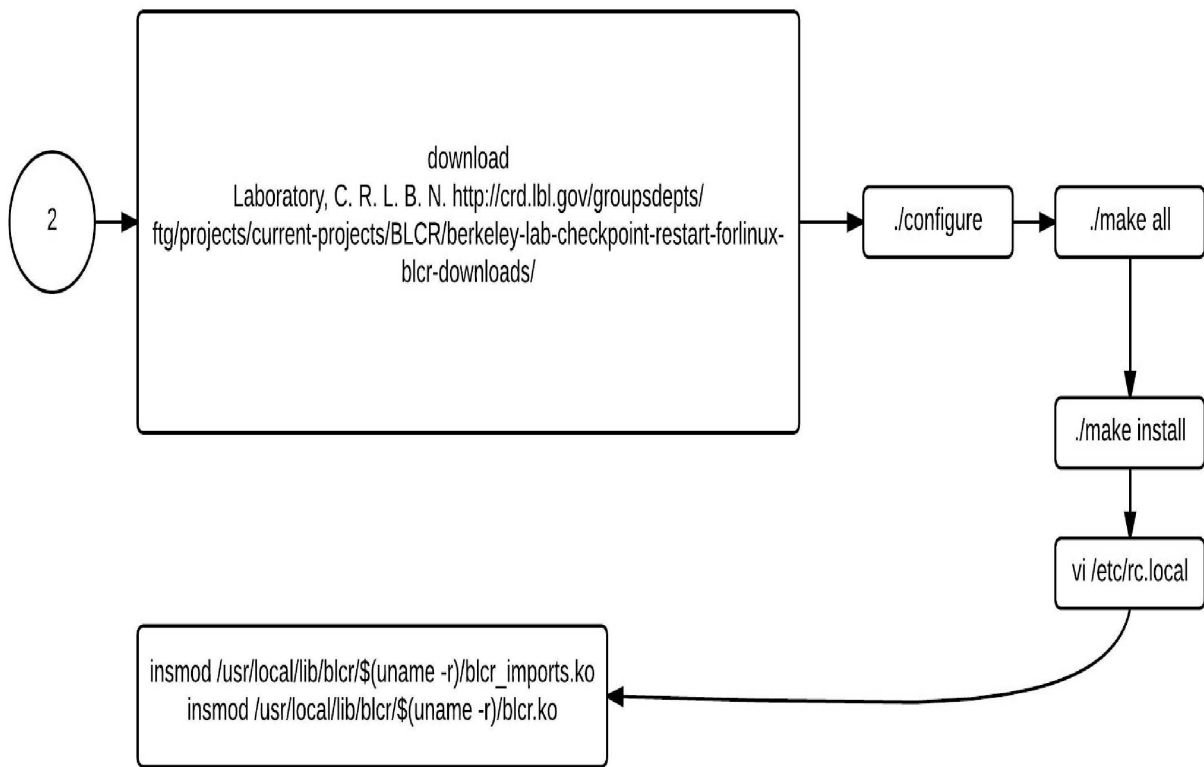 2
download
Laboratory, C. R. L. B. N. http://crd.lbl.gov/groupsdepts/
ftg/projects/current-projects/BLCR/berkeley-lab-checkpoint-restart-forlinux-
blcr-downloads/
./configure
./make all
./make install
vi /etc/rc.local
insmod /usr/local/lib/blcr/$(uname -r)/blcr_imports.ko
insmod /usr/local/lib/blcr/$(uname -r)/blcr.ko